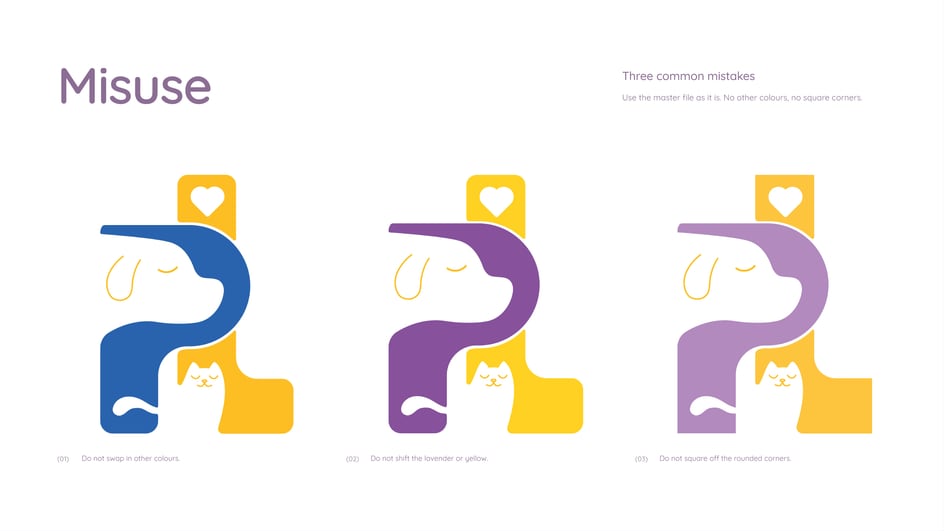 Misuse
Three common mistakes
Use the master file as it is. No other colours, no square corners.
(01) Do not swap in other colours.
(02) Do not shift the lavender or yellow.
(03) Do not square off the rounded corners.